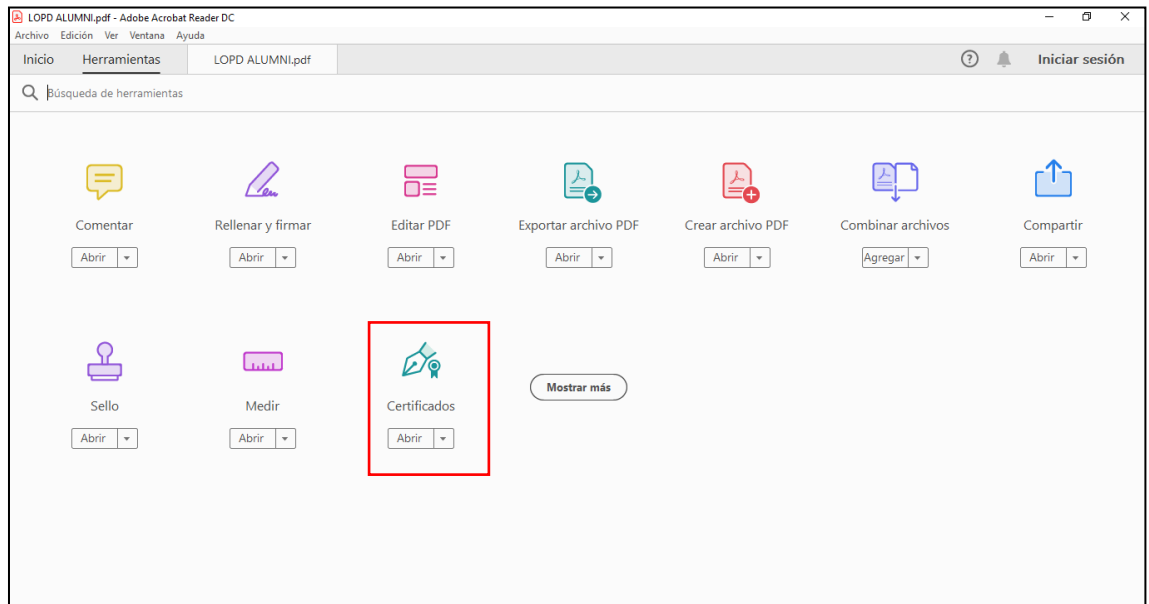 LOPD ALUMNI.pdf - Adobe Acrobat Reader DC
Archivo Edición Ver Ventana Ayuda
Inicio Herramientas LOPD ALUMNI.pdf Iniciar sesión
Búsqueda de herramientas
Comentar Rellenar y firmar Editar PDF Exportar archivo PDF Crear archivo PDF Combinar archivos Compartir
Abrir Abrir Abrir Abrir Abrir Agregar Abrir
Mostrar más
Sello Medir Certificados
Abrir Abrir Abrir